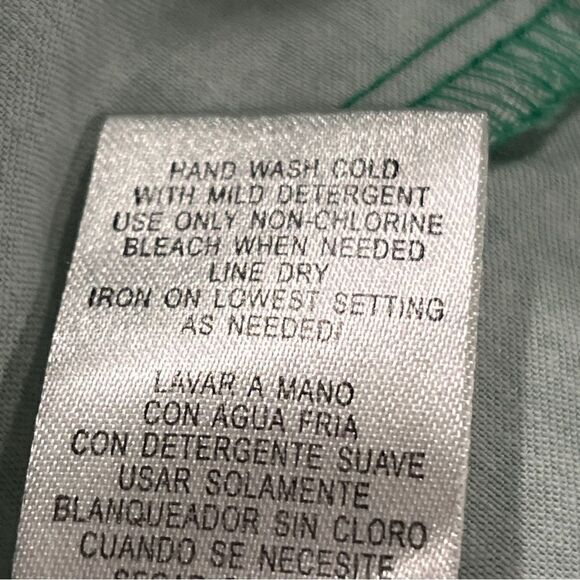 HAND WASH COLD
WITH MILD DETERGENT
USE ONLY NON-CHLORINE
BLEACH WHEN NEEDED
LINE DRY
IRON ON LOWEST SETTING
AS NEEDED!
LAVAR A MANO
CON AGUA FRIA
CON DETERGENTE SUAVE
USAR SOLAMENTE
BLANQUEADOR SIN CLORO
CUANDO SE NECESITE